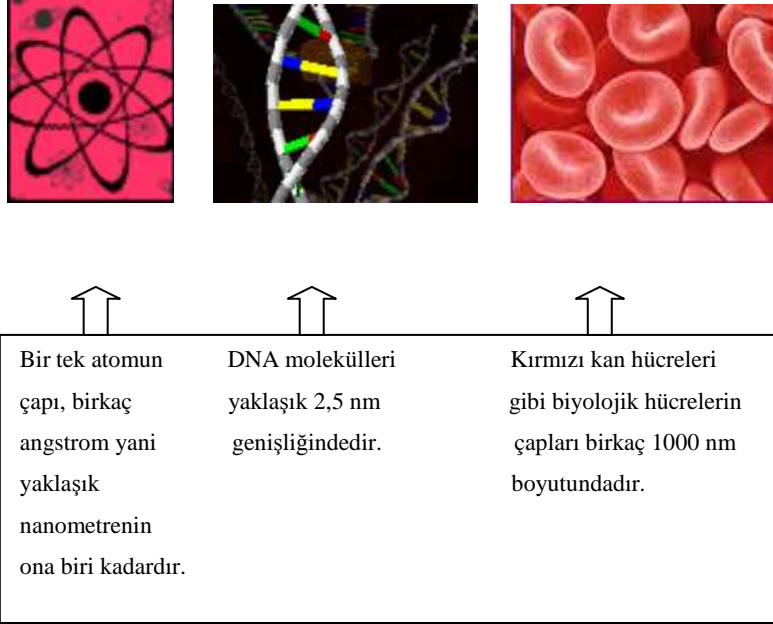 Bir tek atomun
çapı, birkaç
angstrom yani
yaklaşık
nanometrenin
ona biri kadardır.
DNA molekülleri
yaklaşık 2,5 nm
genişliğindedir.
Kırmızı kan hücreleri
gibi biyolojik hücrelerin
çapları birkaç 1000 nm
boyutundadır.